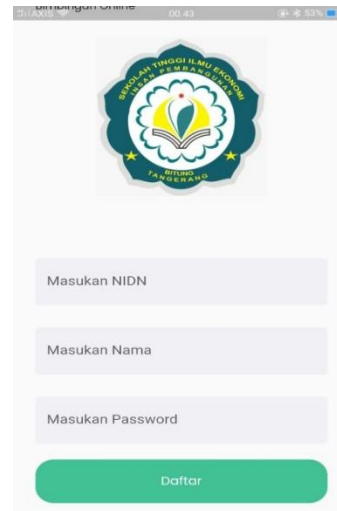 Bimbingan Online
AXIS
00.43
53%
SEKOLAH TINGGI ILMU EKONOMI
INSAN PEMBANGUNAN
BITUNG
TANGERANG
Masukan NIDN
Masukan Nama
Masukan Password
Daftar